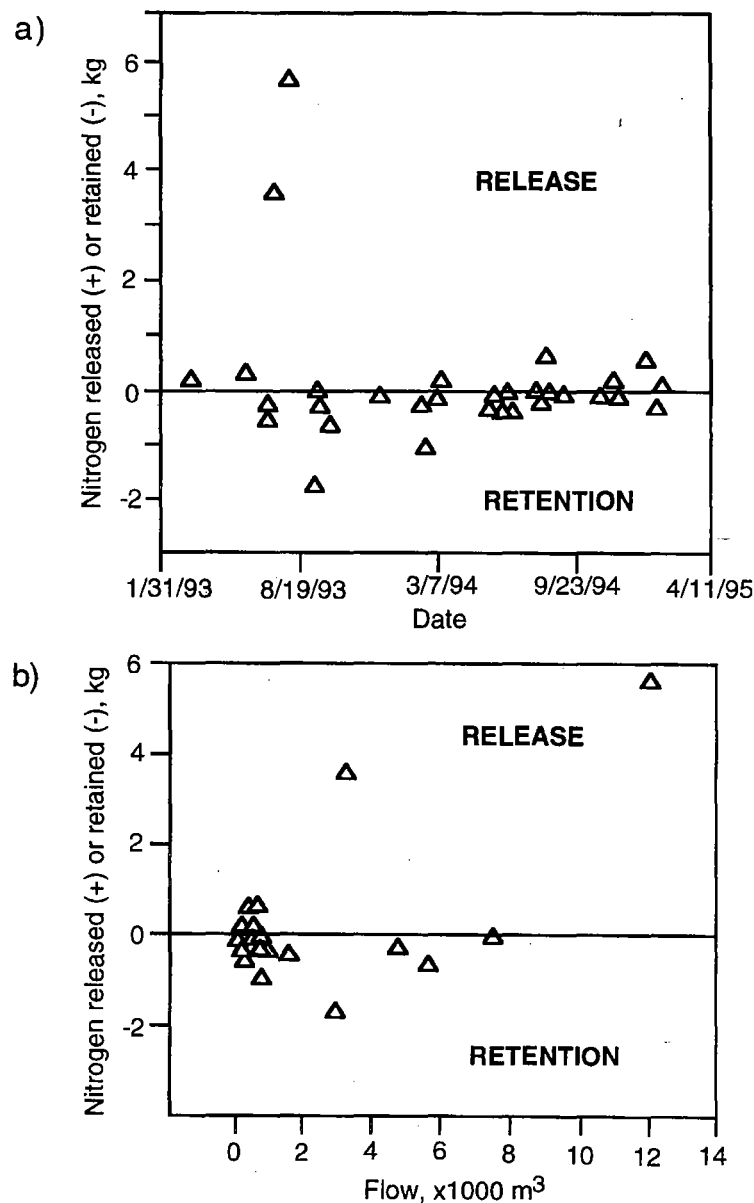 a)
Nitrogen released (+) or retained (-), kg
6
4
2
0
-2
RELEASE
RETENTION
1/31/93 8/19/93 3/7/94 9/23/94 4/11/95
Date
b)
Nitrogen released (+) or retained (-), kg
6
4
2
0
-2
RELEASE
RETENTION
0 2 4 6 8 10 12 14
Flow, x1000 m³